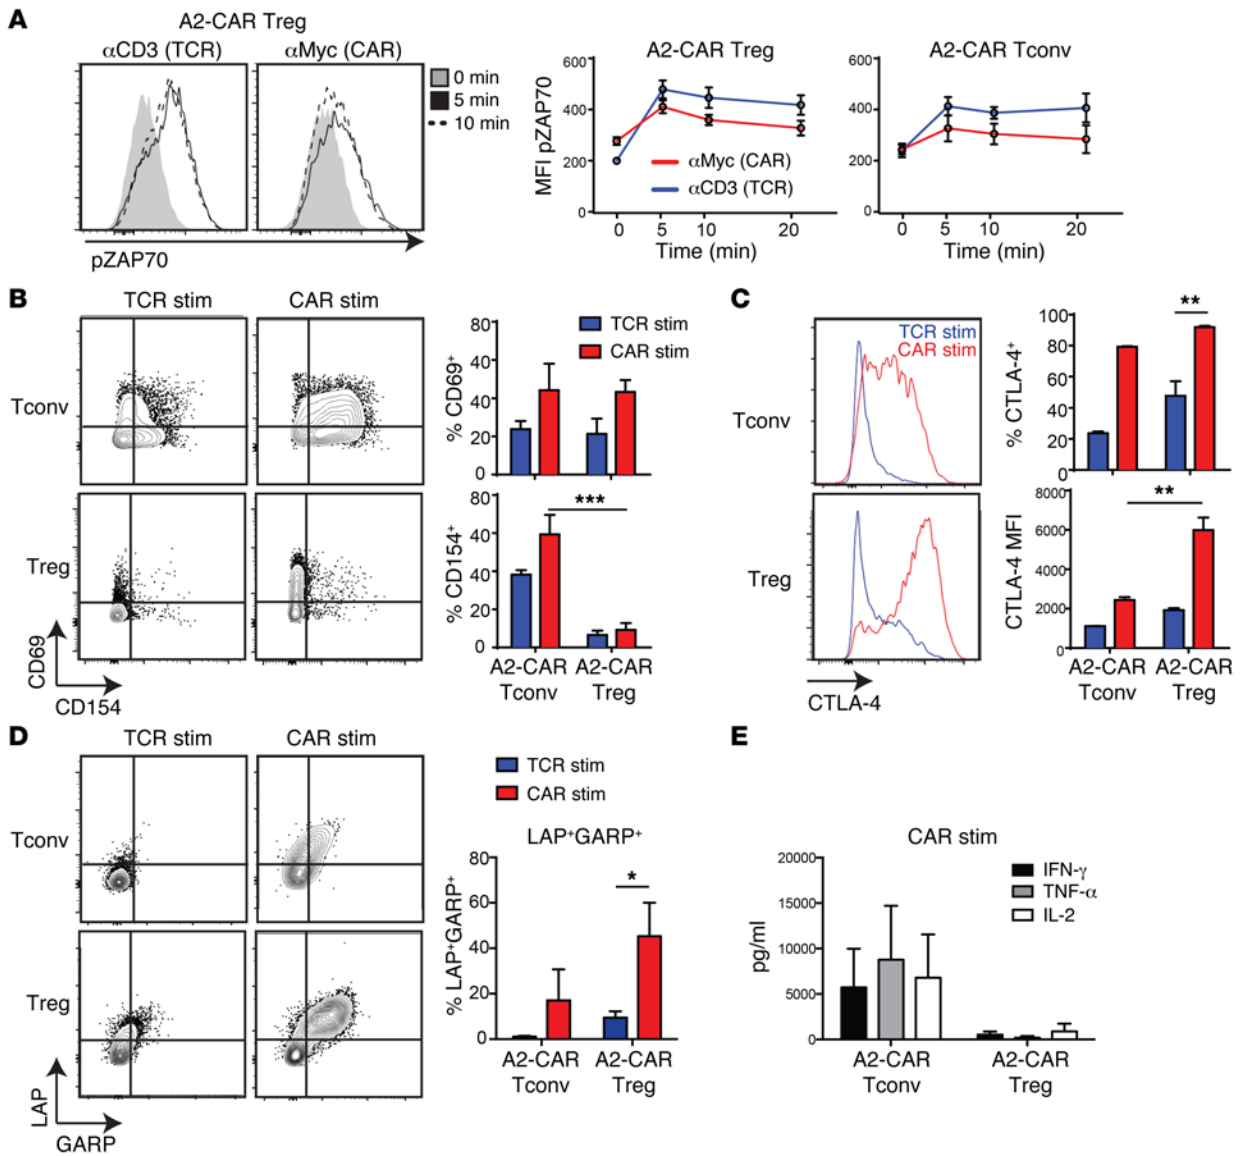 A
A2-CAR Treg
αCD3 (TCR) αMyc (CAR)
0 min
5 min
10 min
pZAP70
A2-CAR Treg
MFI pZAP70
600
400
200
0
αMyc (CAR)
αCD3 (TCR)
0 5 10 20
Time (min)
A2-CAR Tconv
600
400
200
0
0 5 10 20
Time (min)
B
TCR stim CAR stim
Tconv
Treg
CD69
CD154
TCR stim
CAR stim
% CD69⁺
80
60
40
20
0
***
% CD154⁺
80
60
40
20
0
A2-CAR A2-CAR
Tconv Treg
C
TCR stim
CAR stim
Tconv
Treg
CTLA-4
**
% CTLA-4⁺
100
80
60
40
20
0
**
CTLA-4 MFI
8000
6000
4000
2000
0
A2-CAR A2-CAR
Tconv Treg
D
TCR stim CAR stim
Tconv
Treg
LAP
GARP
TCR stim
CAR stim
LAP⁺GARP⁺
*
% LAP⁺GARP⁺
80
60
40
20
0
A2-CAR A2-CAR
Tconv Treg
E
CAR stim
IFN-γ
TNF-α
IL-2
pg/ml
20000
15000
10000
5000
0
A2-CAR A2-CAR
Tconv Treg